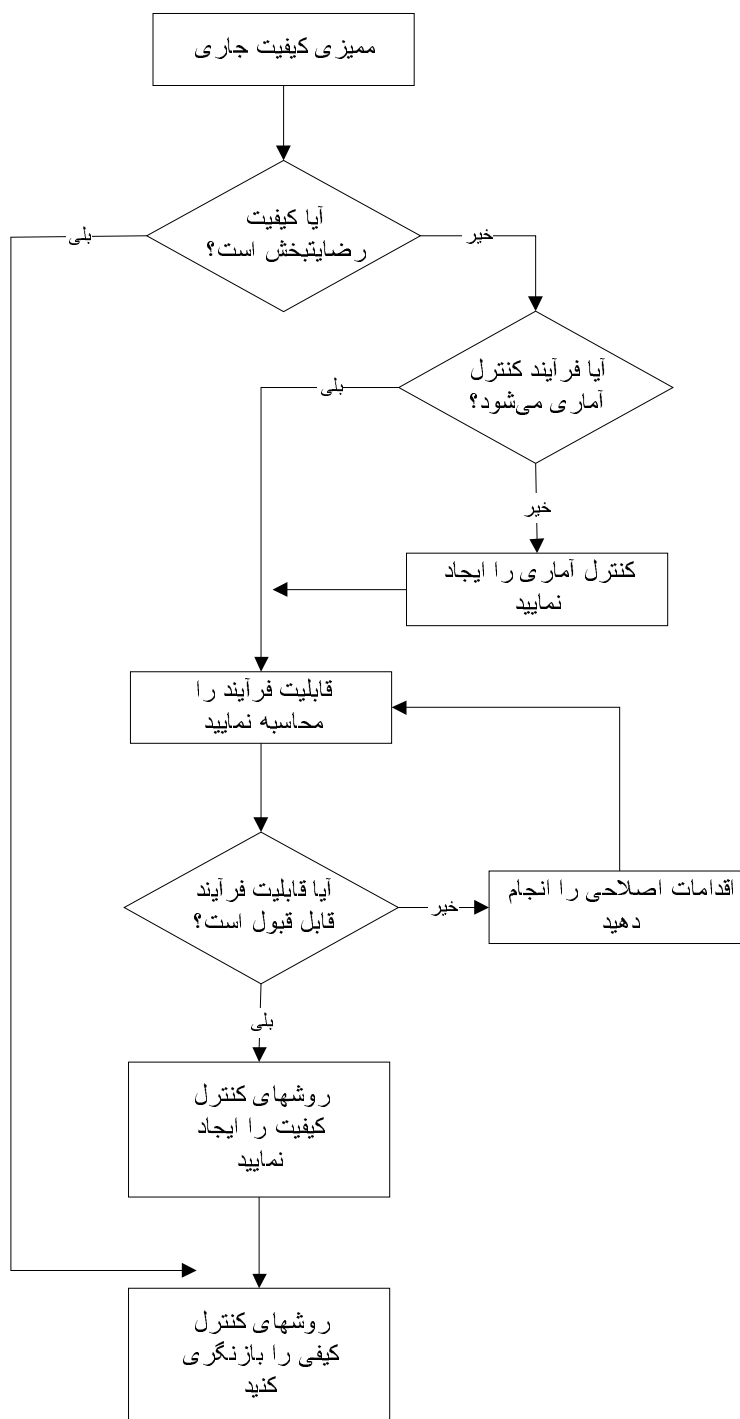 ممیزی کیفیت جاری
آیا کیفیت
رضایتبخش است؟
بلی
خیر
آیا فرآیند کنترل
آماری می‌شود؟
بلی
خیر
کنترل آماری را ایجاد
نمایید
قابلیت فرآیند را
محاسبه نمایید
آیا قابلیت فرآیند
قابل قبول است؟
خیر
اقدامات اصلاحی را انجام
دهید
بلی
روشهای کنترل
کیفیت را ایجاد
نمایید
روشهای کنترل
کیفی را بازنگری
کنید